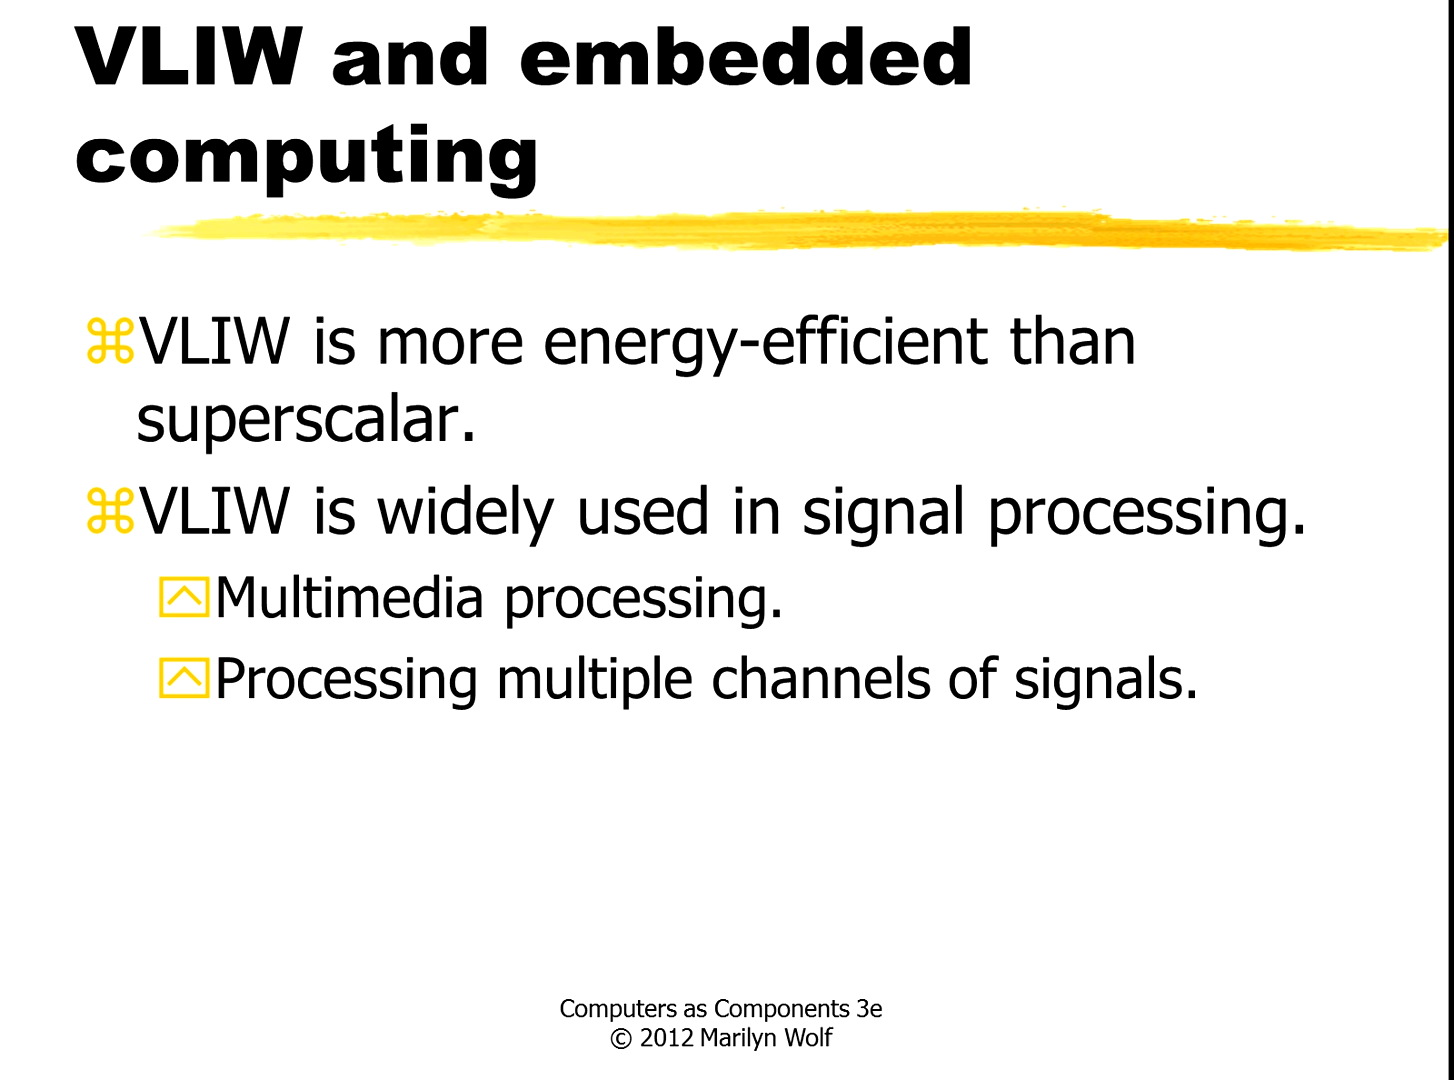 VLIW and embedded
computing
⌘VLIW is more energy-efficient than
superscalar.
⌘VLIW is widely used in signal processing.
Multimedia processing.
Processing multiple channels of signals.
Computers as Components 3e
© 2012 Marilyn Wolf